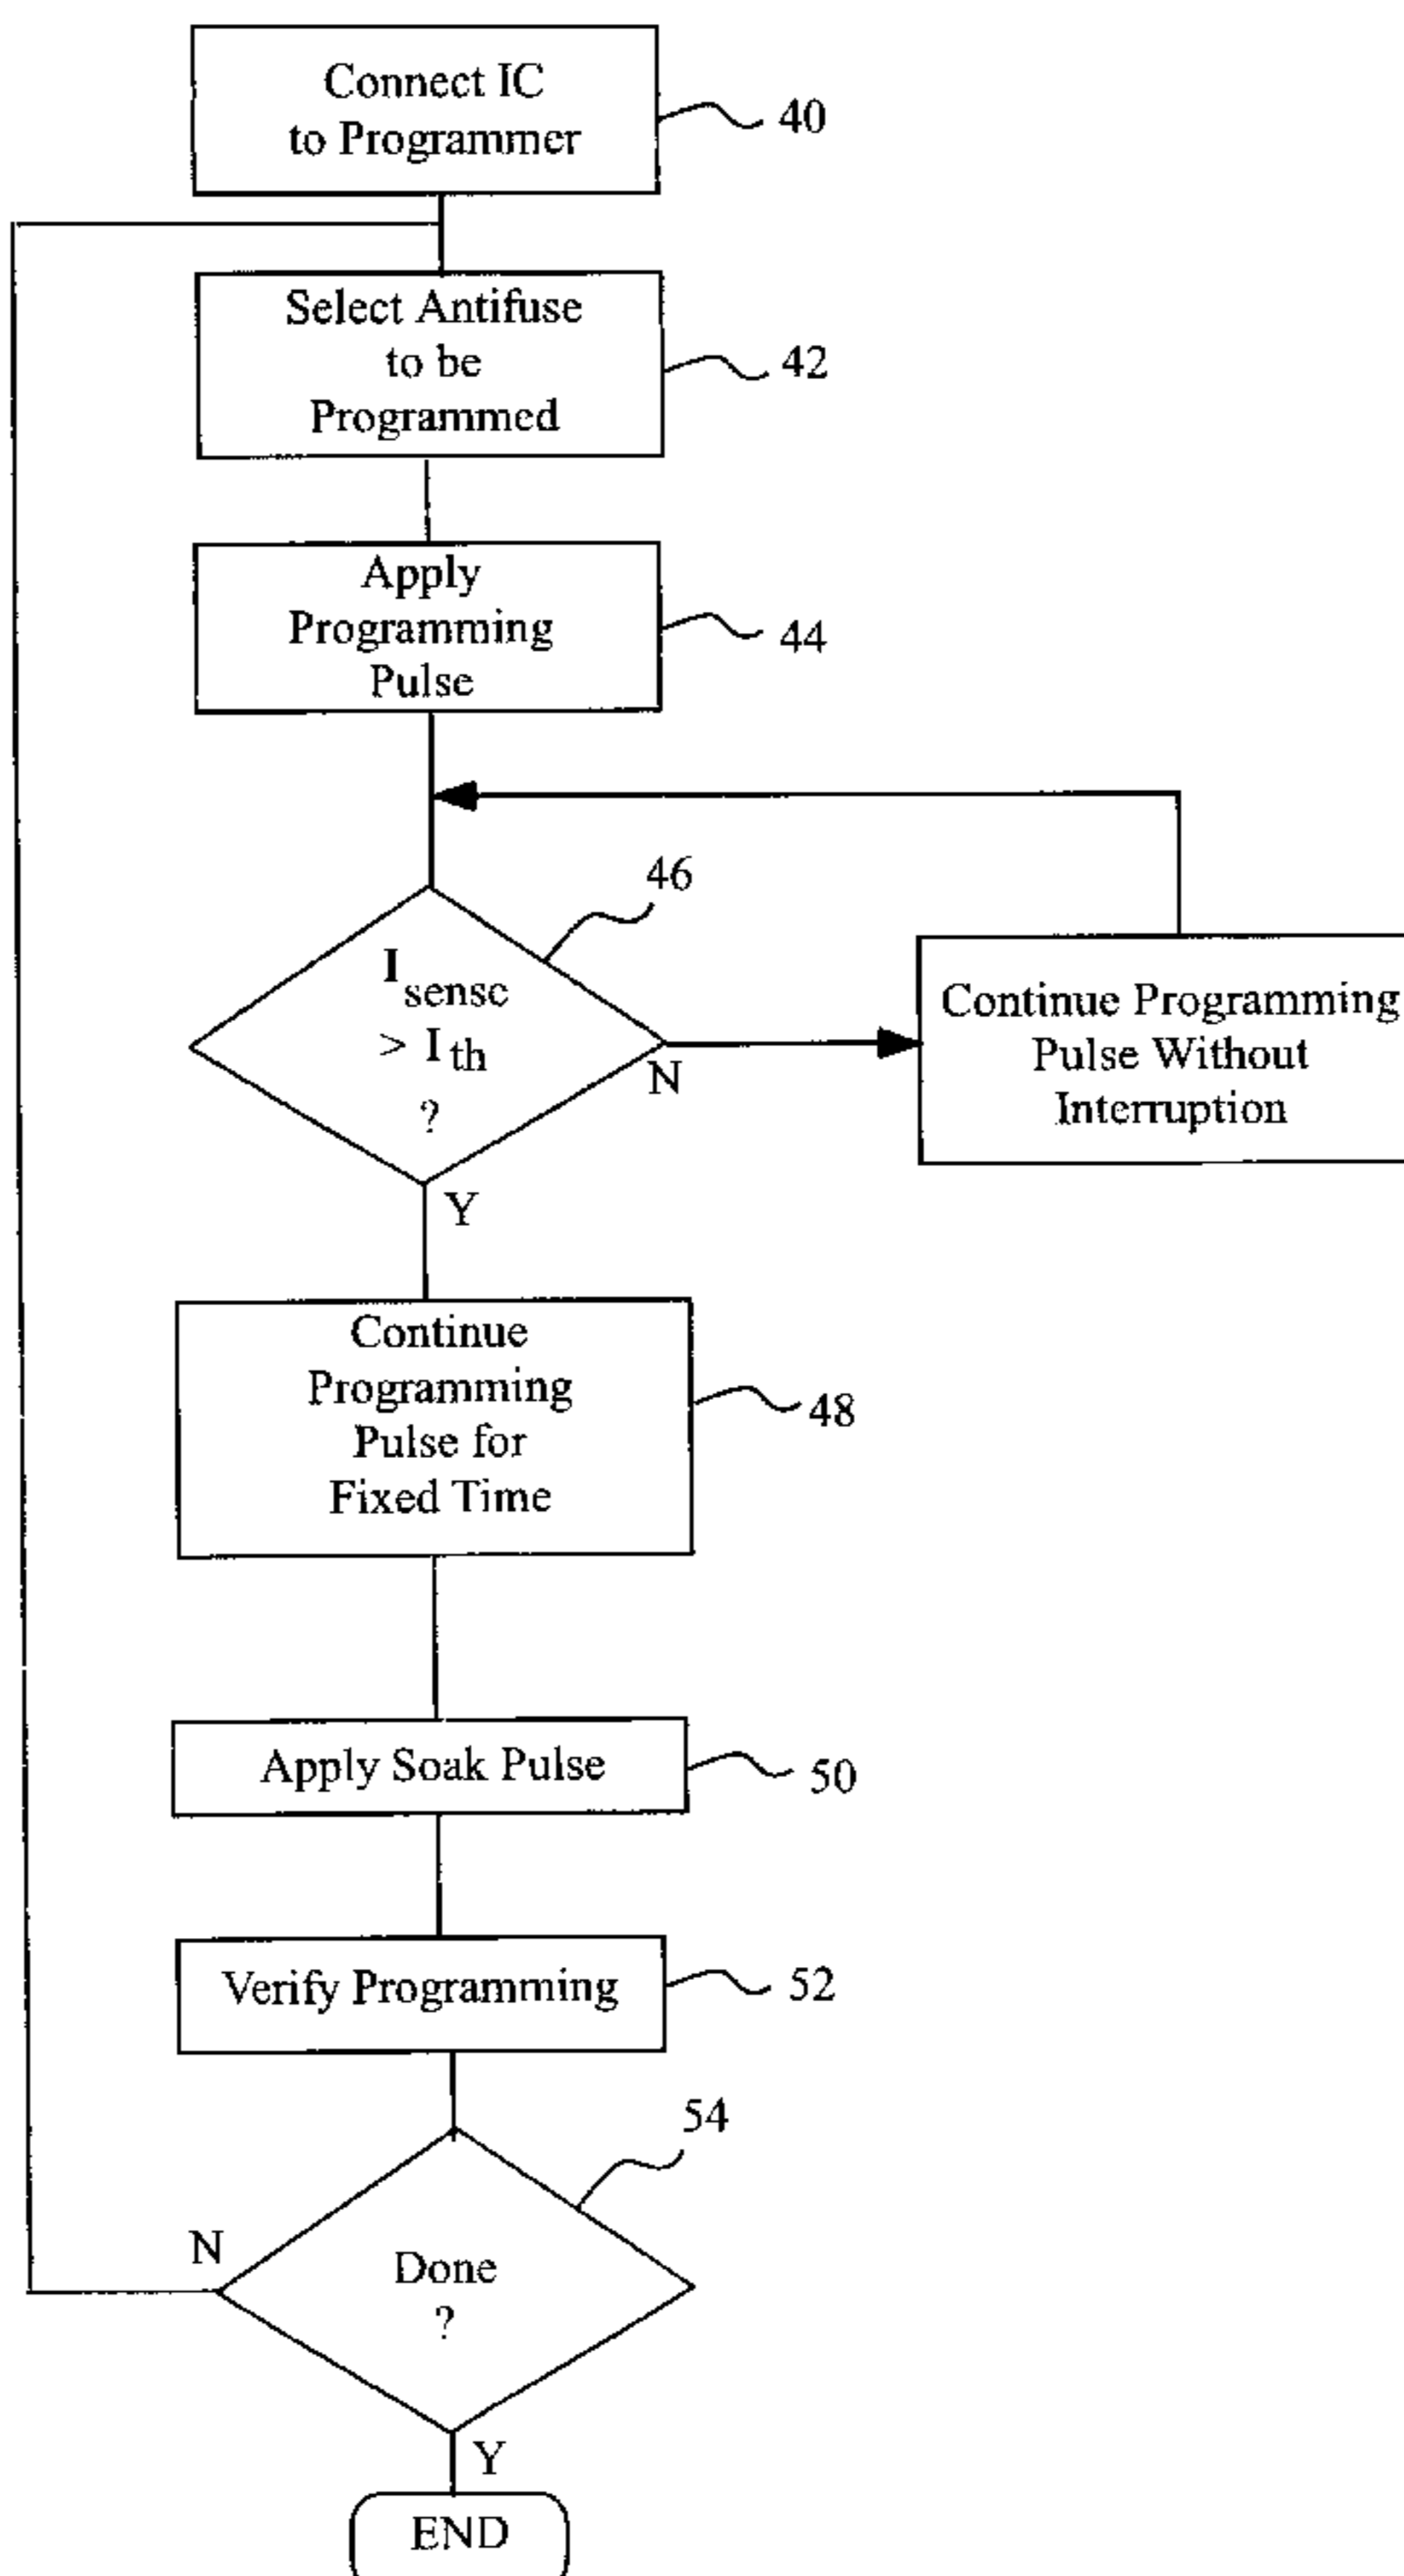 Connect IC
to Programmer
40
Select Antifuse
to be
Programmed
42
Apply
Programming
Pulse
44
46
I sense
> I th
?
N
Y
Continue Programming
Pulse Without
Interruption
Continue
Programming
Pulse for
Fixed Time
48
Apply Soak Pulse
50
Verify Programming
52
54
N
Done
?
Y
END